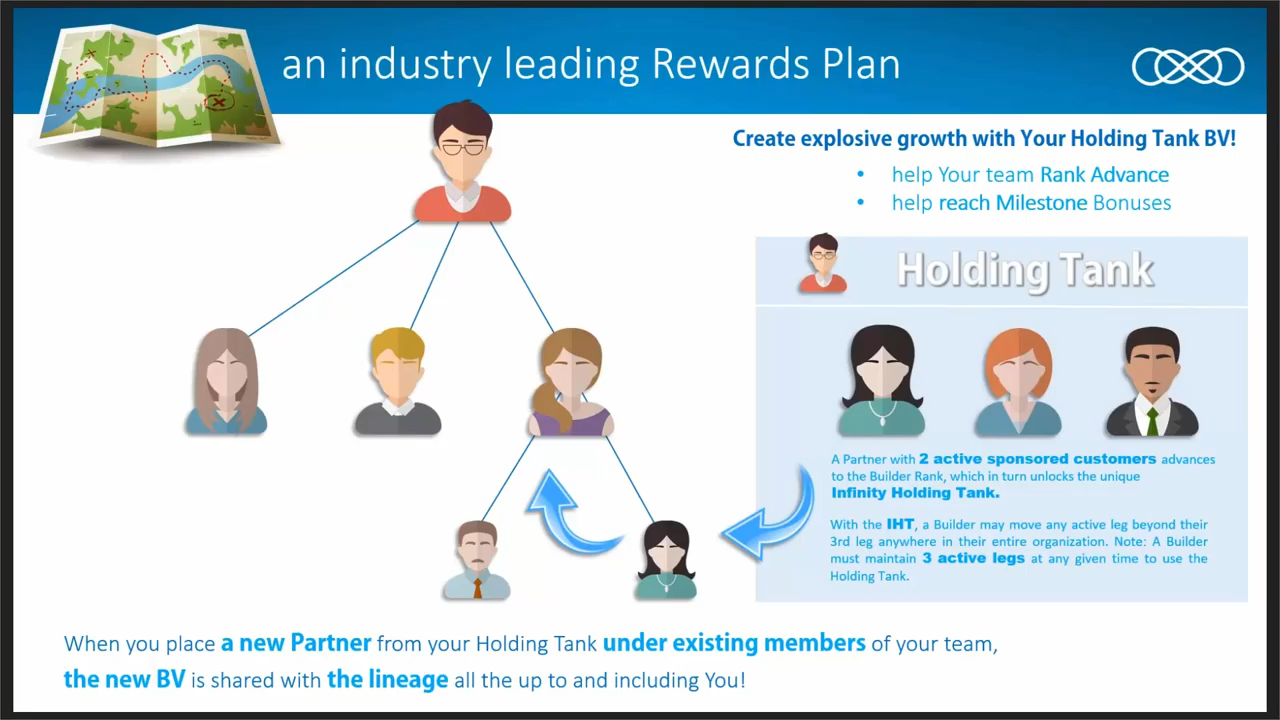 an industry leading Rewards Plan
Create explosive growth with Your Holding Tank BV!
• help Your team Rank Advance
• help reach Milestone Bonuses
Holding Tank
A Partner with 2 active sponsored customers advances
to the Builder Rank, which in turn unlocks the unique
Infinity Holding Tank.
With the IHT, a Builder may move any active leg beyond their
3rd leg anywhere in their entire organization. Note: A Builder
must maintain 3 active legs at any given time to use the
Holding Tank.
When you place a new Partner from your Holding Tank under existing members of your team,
the new BV is shared with the lineage all the up to and including You!